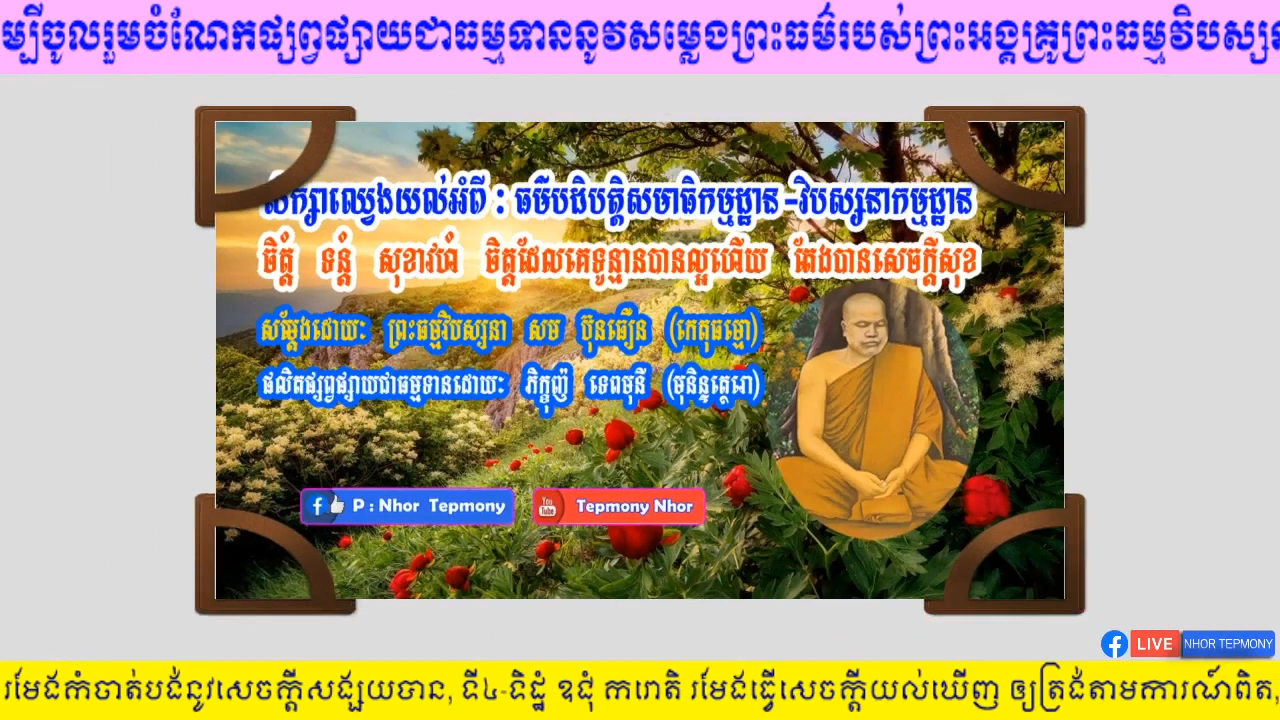 ម្បីចូលរួមចំណែកផ្សព្វផ្សាយជាធម្មទាននូវសម្លេងព្រះធម៌របស់ព្រះអង្គគ្រូព្រះធម្មវិបស្ស
សិក្សាឈ្វេងយល់អំពី : ធម៌បដិបត្តិសមាធិកម្មដ្ឋាន -វិបស្សនាកម្មដ្ឋាន
ចិត្តំ ទន្តំ សុខាវហំ ចិត្តដែលគេទូន្មានបានល្អហើយ តែងបានសេចក្តីសុខ
សម្តែងដោយៈ ព្រះធម្មវិបស្សនា សម ប៊ុនធឿន (កេតុធម្មោ)
ផលិតផ្សព្វផ្សាយជាធម្មទានដោយៈ ភិក្ខុញ៉ ទេពមុនី (មុនិន្ទត្ថេរោ)
P : Nhor Tepmony
You Tube Tepmony Nhor
LIVE NHOR TEPMONY
រមែងកំចាត់បង់នូវសេចក្តីសង្ស័យបាន, ទី៤-ទិដ្ឋំ ឧជុំ ករោតិ រមែងធ្វើសេចក្តីយល់ឃើញ ឲ្យត្រង់តាមការណ៍ពិត,